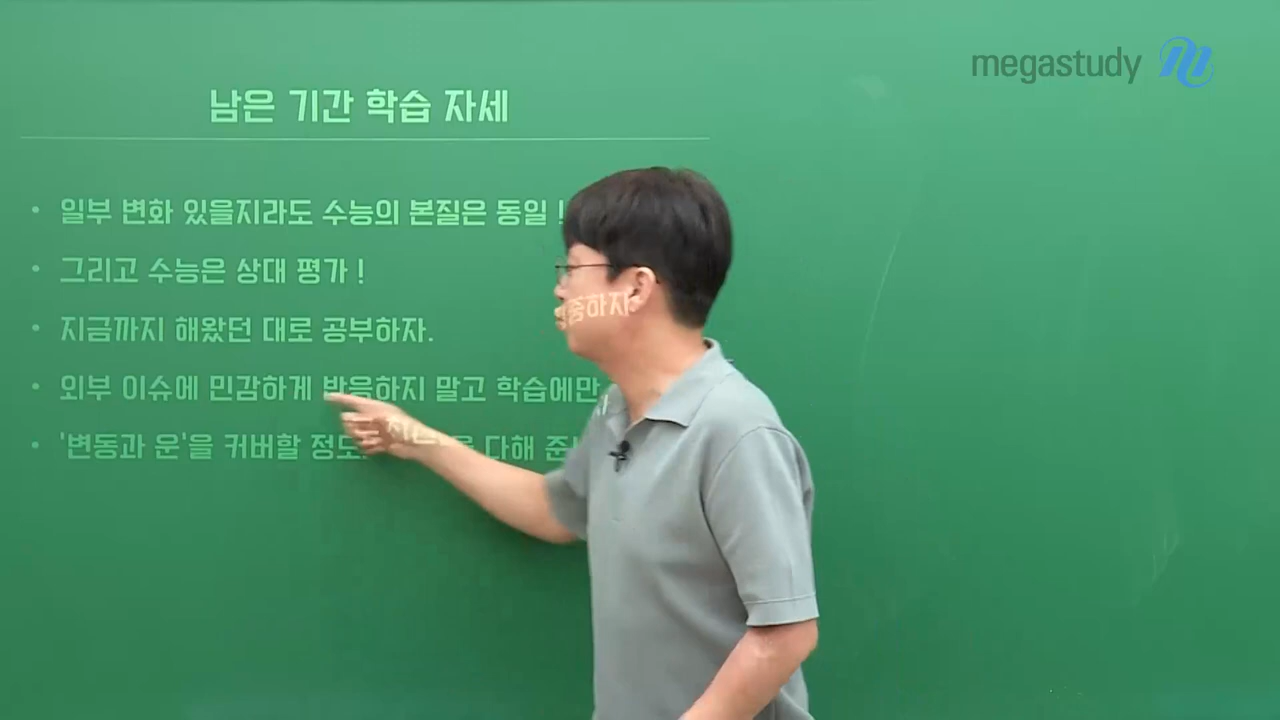 megastudy
남은 기간 학습 자세
• 일부 변화 있을지라도 수능의 본질은 동일 !
• 그리고 수능은 상대 평가 !
• 지금까지 해왔던 대로 공부하자.
• 외부 이슈에 민감하게 반응하지 말고 학습에만
• '변동과 운'을 커버할 정도 다해